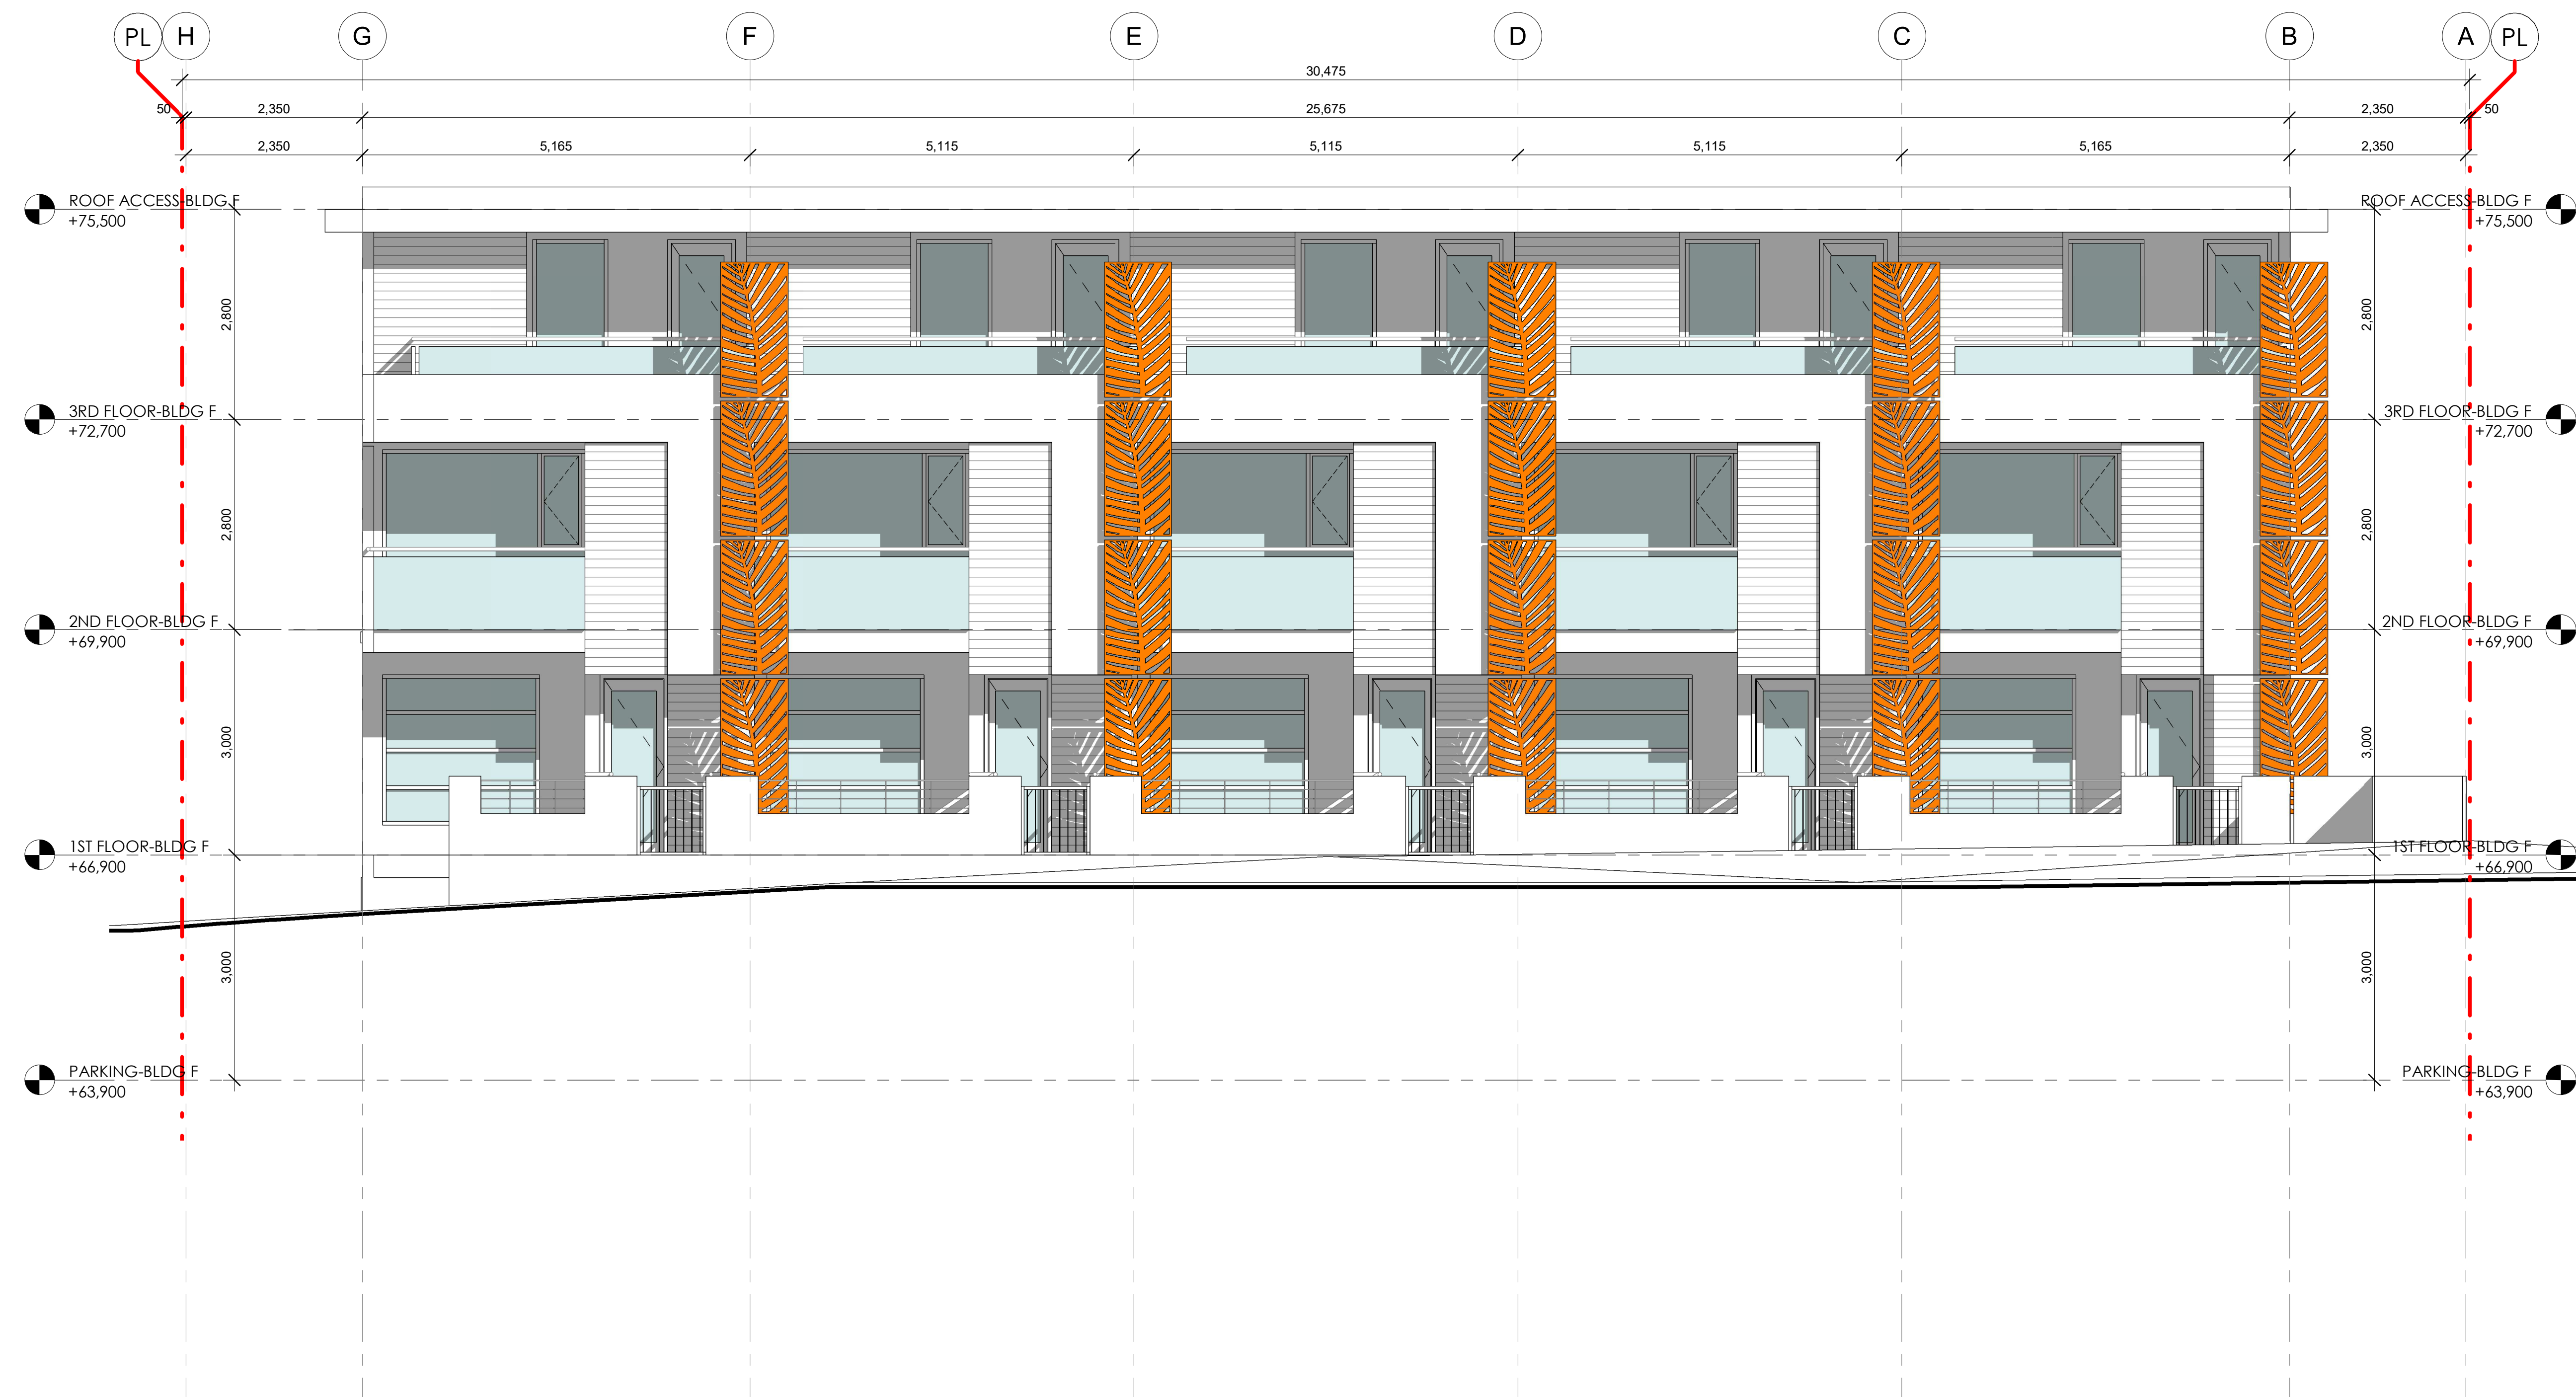 PL H G F E D C B A PL
30,475
50 2,350 25,675 2,350 50
2,350 5,165 5,115 5,115 5,115 5,165 2,350
ROOF ACCESS-BLDG F ROOF ACCESS-BLDG F
+75,500 +75,500
2,800 2,800
3RD FLOOR-BLDG F 3RD FLOOR-BLDG F
+72,700 +72,700
2,800 2,800
2ND FLOOR-BLDG F 2ND FLOOR-BLDG F
+69,900 +69,900
3,000 3,000
1ST FLOOR-BLDG F 1ST FLOOR-BLDG F
+66,900 +66,900
3,000 3,000
PARKING-BLDG F PARKING-BLDG F
+63,900 +63,900